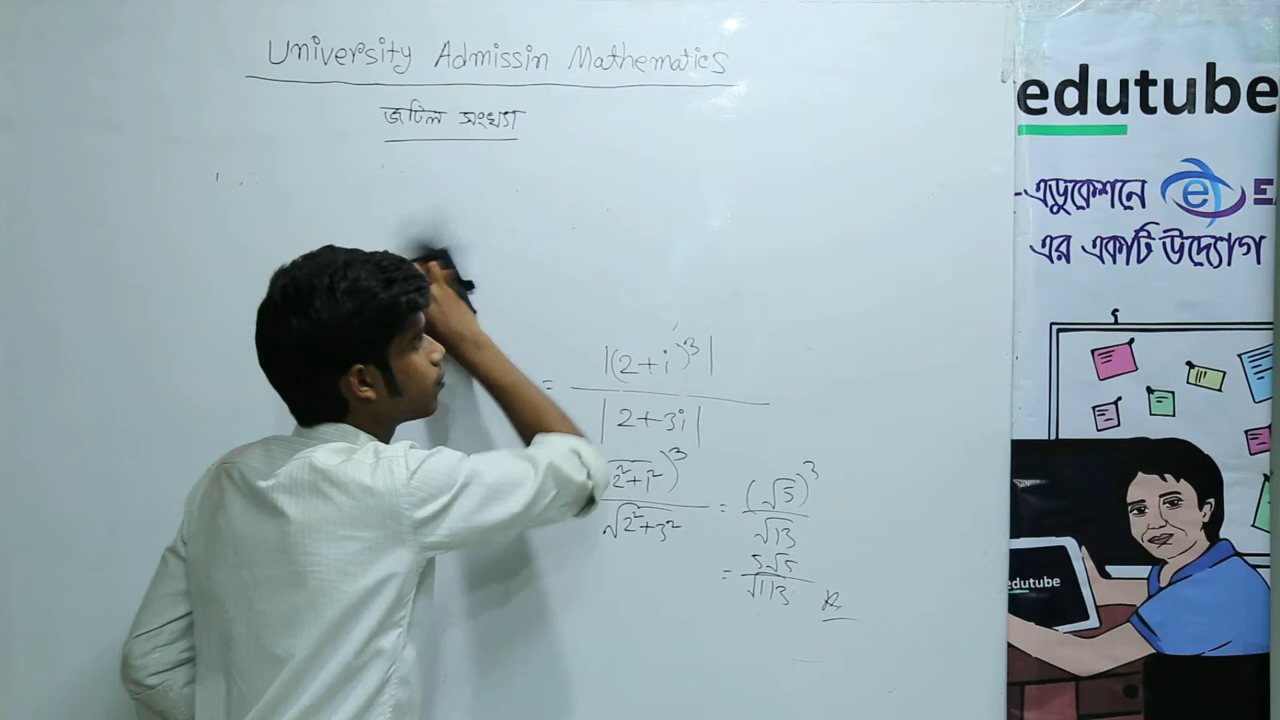 University Admissin Mathematics
জটিল সংখ্যা
= |(2+i)³|
|2+3i|
2²+i²)³
√2²+3²
= (√5)³
√13
= 5√5
√13
edutube
-এডুকেশনে e E
এর একটি উদ্যোগ
edutube